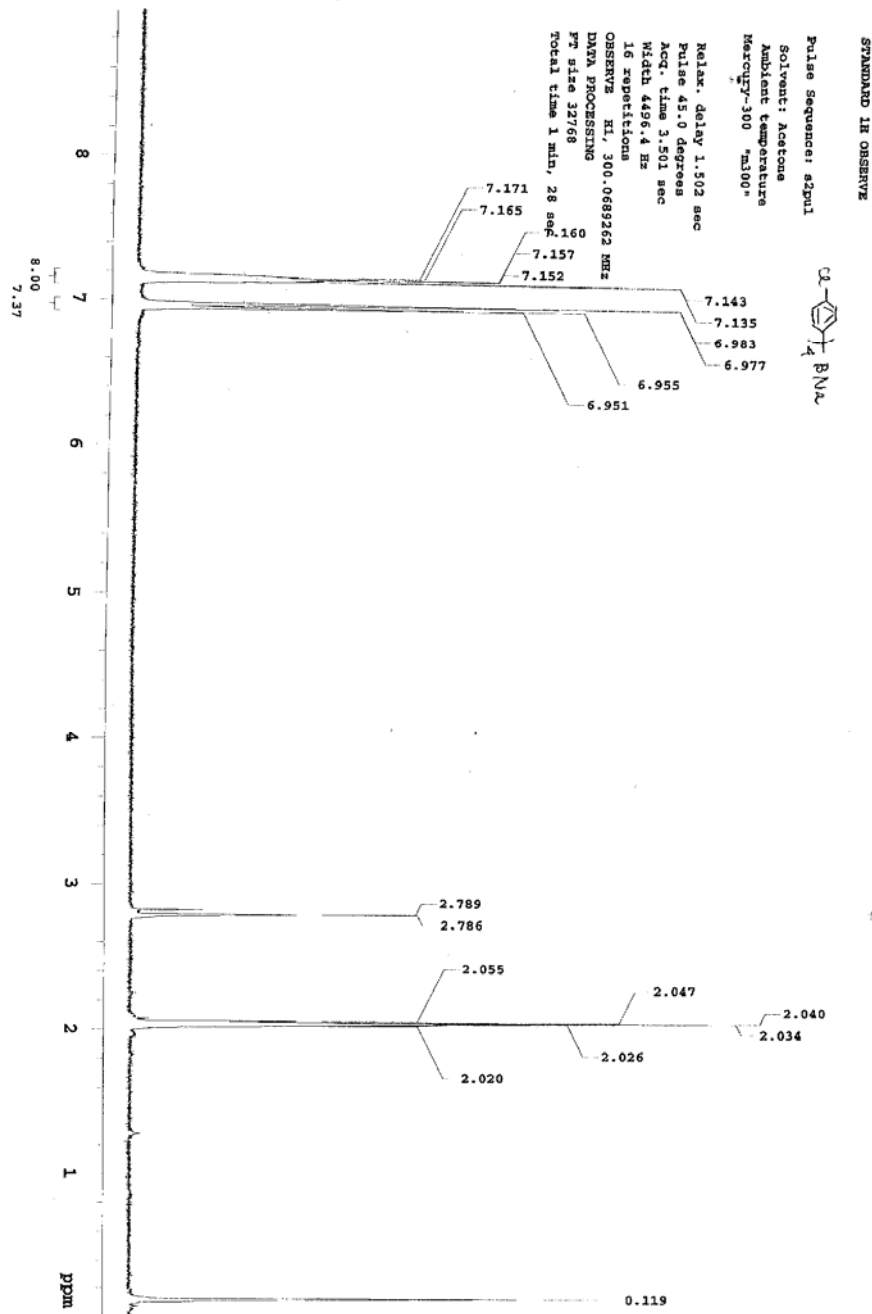 STANDARD 1H OBSERVE
Pulse Sequence: s2pul
Solvent: Acetone
Ambient temperature
Mercury-300 "m300"
Relax. delay 1.502 sec
Pulse 45.0 degrees
Acq. time 3.501 sec
Width 4496.4 Hz
16 repetitions
OBSERVE H1, 300.0689262 MHz
DATA PROCESSING
FT size 32768
Total time 1 min, 28 sec
Cl
4
BNa
7.171
7.165
7.160
7.157
7.152
7.143
7.135
6.983
6.977
6.955
6.951
2.789
2.786
2.055
2.047
2.040
2.034
2.026
2.020
0.119
8
7
6
5
4
3
2
1
ppm
8.00
7.37